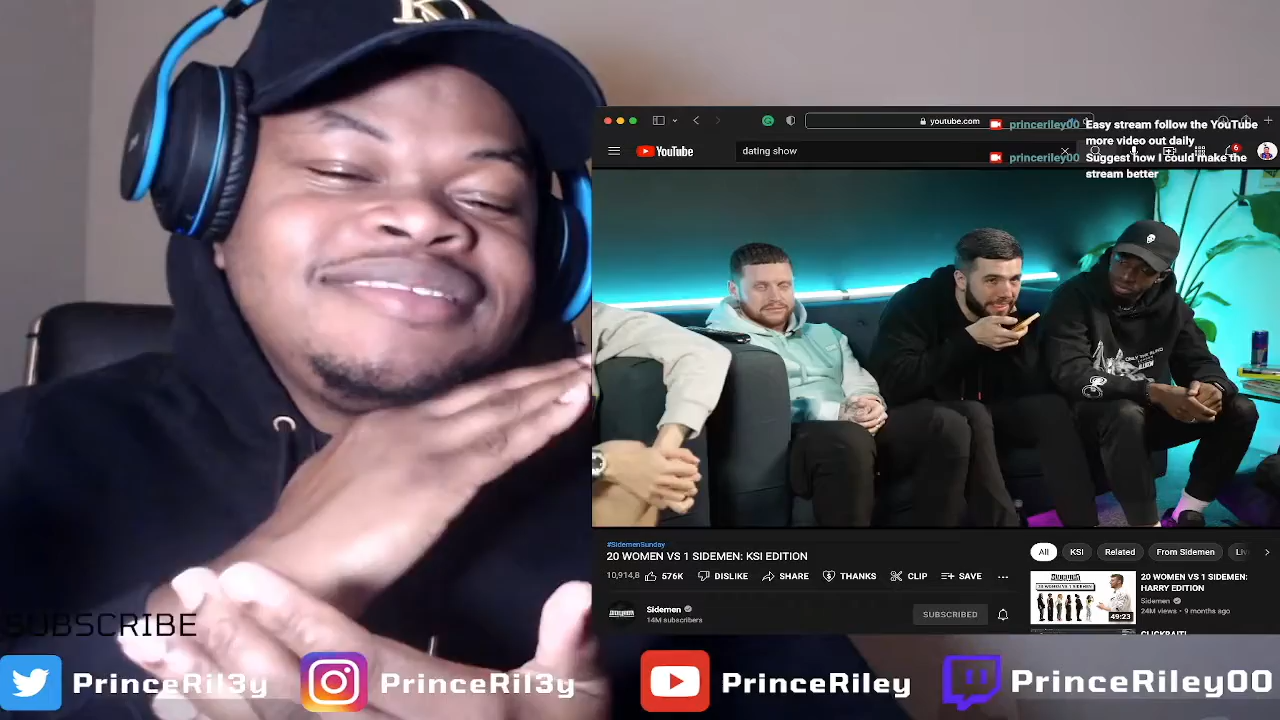 youtube.com
princeriley00 Easy stream follow the YouTube
more video out daily
princeriley00 Suggest how I could make the
stream better
YouTube
dating show
6
#SidemenSunday
20 WOMEN VS 1 SIDEMEN: KSI EDITION
576K
DISLIKE
SHARE
THANKS
CLIP
SAVE
Sidemen
14M subscribers
SUBSCRIBED
All
KSI
Related
From Sidemen
20 WOMEN VS 1 SIDEMEN:
HARRY EDITION
Sidemen
24M views • 9 months ago
49:23
SUBSCRIBE
PrinceRil3y
PrinceRil3y
PrinceRiley
PrinceRiley00